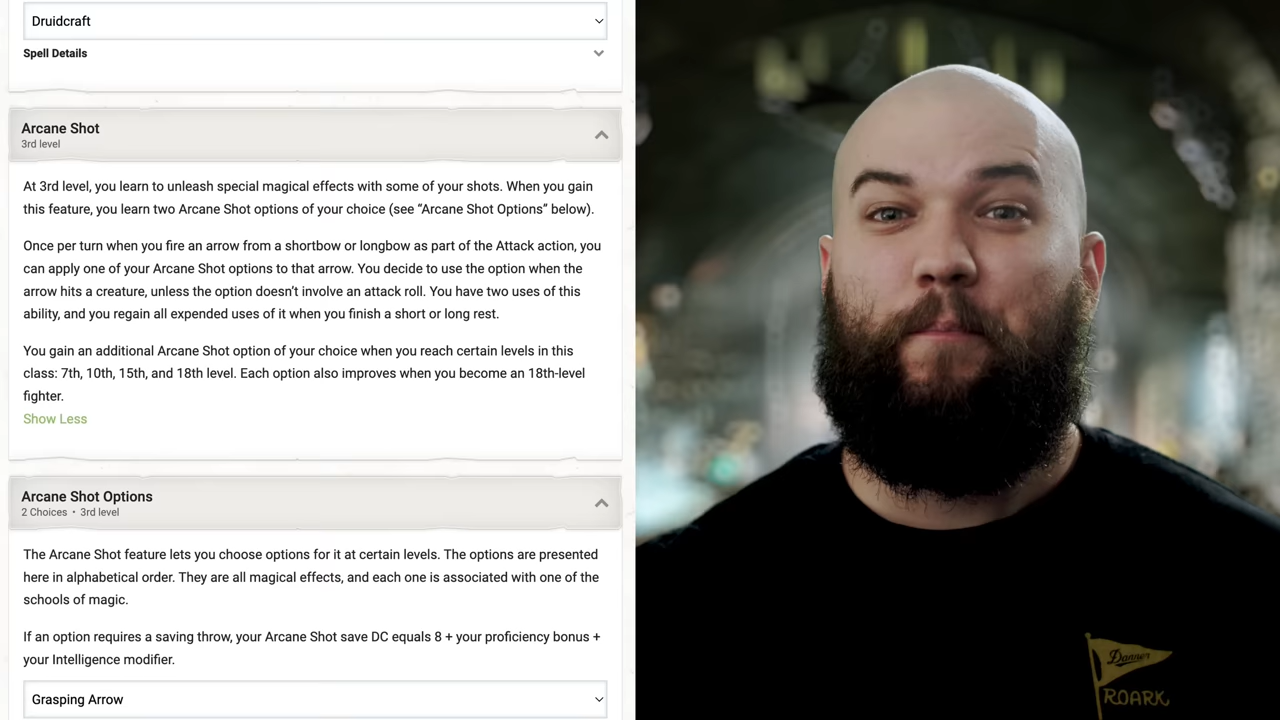 Druidcraft
Spell Details
Arcane Shot
3rd level
At 3rd level, you learn to unleash special magical effects with some of your shots. When you gain
this feature, you learn two Arcane Shot options of your choice (see “Arcane Shot Options” below).
Once per turn when you fire an arrow from a shortbow or longbow as part of the Attack action, you
can apply one of your Arcane Shot options to that arrow. You decide to use the option when the
arrow hits a creature, unless the option doesn’t involve an attack roll. You have two uses of this
ability, and you regain all expended uses of it when you finish a short or long rest.
You gain an additional Arcane Shot option of your choice when you reach certain levels in this
class: 7th, 10th, 15th, and 18th level. Each option also improves when you become an 18th-level
fighter.
Show Less
Arcane Shot Options
2 Choices • 3rd level
The Arcane Shot feature lets you choose options for it at certain levels. The options are presented
here in alphabetical order. They are all magical effects, and each one is associated with one of the
schools of magic.
If an option requires a saving throw, your Arcane Shot save DC equals 8 + your proficiency bonus +
your Intelligence modifier.
Grasping Arrow
Danner
ROARK